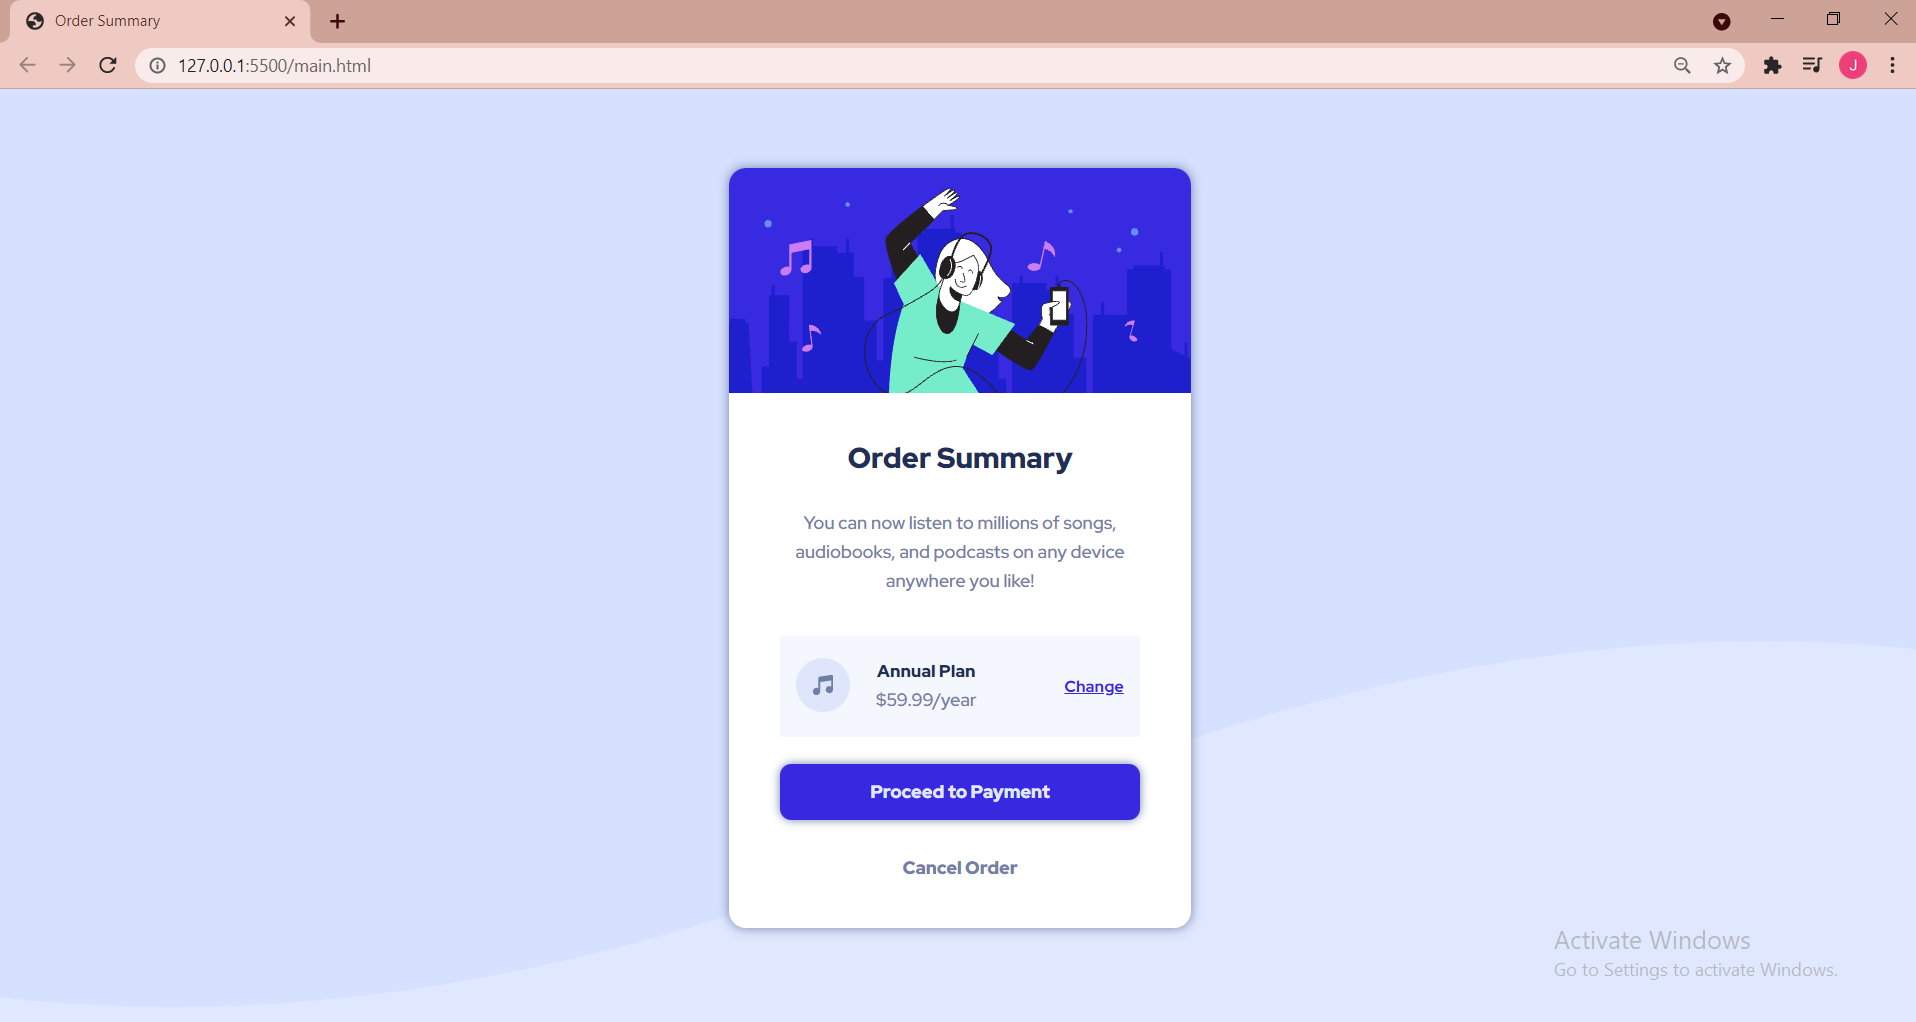 Order Summary
127.0.0.1:5500/main.html
J
Order Summary
You can now listen to millions of songs,
audiobooks, and podcasts on any device
anywhere you like!
Annual Plan
$59.99/year
Change
Proceed to Payment
Cancel Order
Activate Windows
Go to Settings to activate Windows.